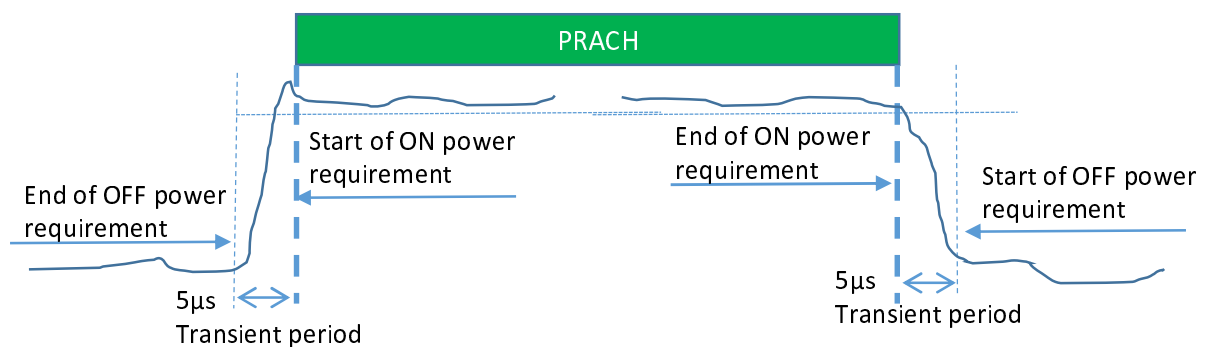 PRACH
Start of ON power
requirement
End of ON power
requirement
End of OFF power
requirement
Start of OFF power
requirement
5µs
Transient period
5µs
Transient period